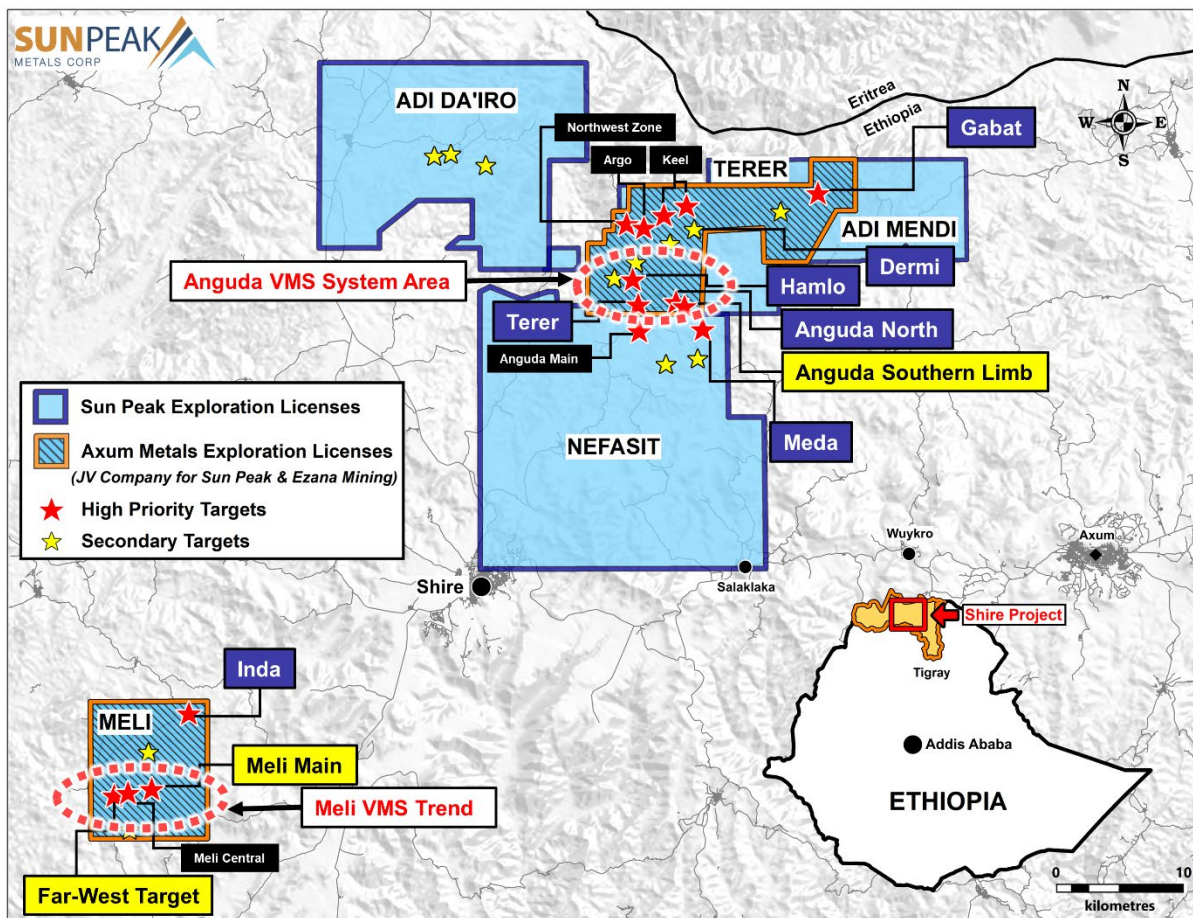 SUNPEAK
METALS CORP
ADI DA'IRO
Eritrea
Ethiopia
N
W
E
S
Northwest Zone
Argo
Keel
TERER
Gabat
ADI MENDI
Dermi
Anguda VMS System Area
Hamlo
Terer
Anguda North
Anguda Main
Anguda Southern Limb
Meda
NEFASIT
Sun Peak Exploration Licenses
Axum Metals Exploration Licenses
(JV Company for Sun Peak & Ezana Mining)
High Priority Targets
Secondary Targets
Wuykro
Axum
Shire
Salaklaka
Shire Project
Tigray
Addis Ababa
ETHIOPIA
Inda
MELI
Meli Main
Meli VMS Trend
Meli Central
Far-West Target
0
10
kilometres